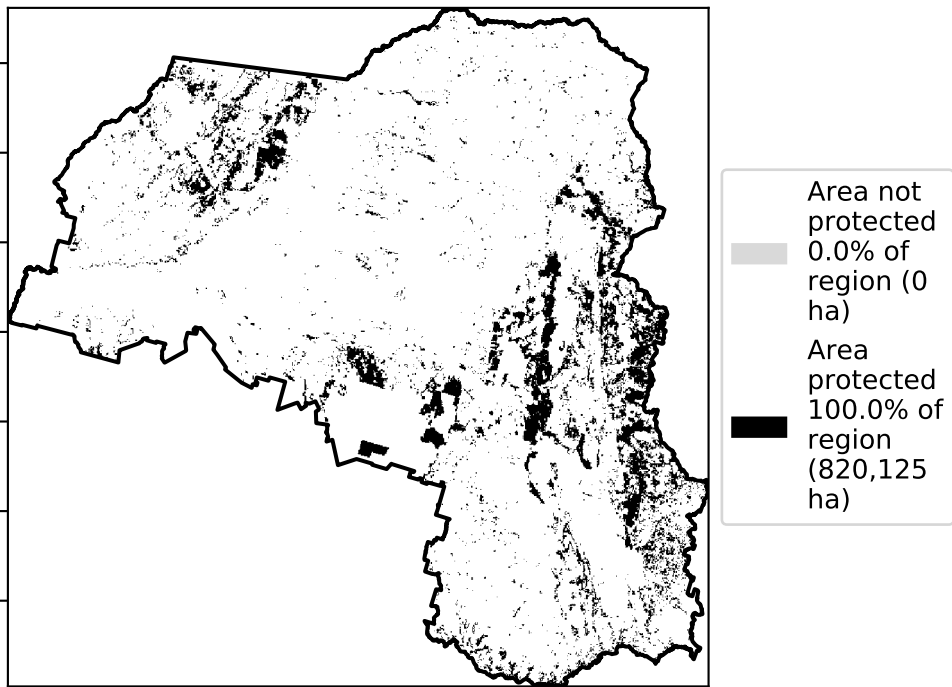 Area not
protected
0.0% of
region (0
ha)
Area
protected
100.0% of
region
(820,125
ha)